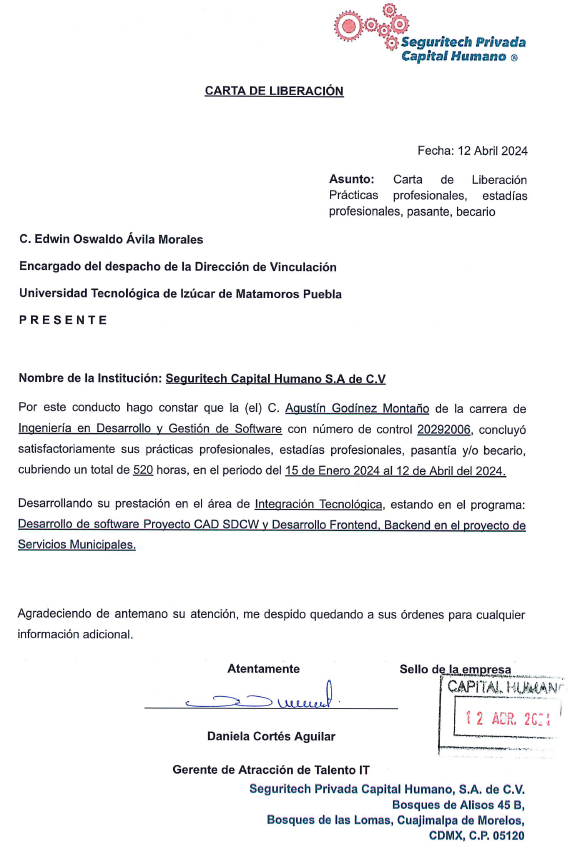 Seguritech Privada
Capital Humano ®
CARTA DE LIBERACIÓN
Fecha: 12 Abril 2024
Asunto: Carta de Liberación
Prácticas profesionales, estadías
profesionales, pasante, becario
C. Edwin Oswaldo Ávila Morales
Encargado del despacho de la Dirección de Vinculación
Universidad Tecnológica de Izúcar de Matamoros Puebla
P R E S E N T E
Nombre de la Institución: Seguritech Capital Humano S.A de C.V
Por este conducto hago constar que la (el) C. Agustín Godínez Montaño de la carrera de
Ingeniería en Desarrollo y Gestión de Software con número de control 20292006, concluyó
satisfactoriamente sus prácticas profesionales, estadías profesionales, pasantía y/o becario,
cubriendo un total de 520 horas, en el periodo del 15 de Enero 2024 al 12 de Abril del 2024.
Desarrollando su prestación en el área de Integración Tecnológica, estando en el programa:
Desarrollo de software Proyecto CAD SDCW y Desarrollo Frontend, Backend en el proyecto de
Servicios Municipales.
Agradeciendo de antemano su atención, me despido quedando a sus órdenes para cualquier
información adicional.
Atentamente
Sello de la empresa
CAPITAL HUMANO
12 ABR. 202
Daniela Cortés Aguilar
Gerente de Atracción de Talento IT
Seguritech Privada Capital Humano, S.A. de C.V.
Bosques de Alisos 45 B,
Bosques de las Lomas, Cuajimalpa de Morelos,
CDMX, C.P. 05120